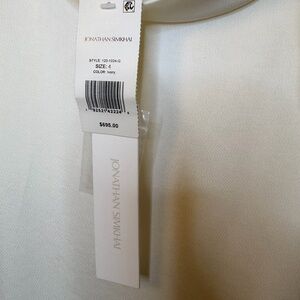 JONATHAN SIMKHAI
SIZE: 4
COLOR: Ivory
$695.00
JONATHAN SIMKHAI